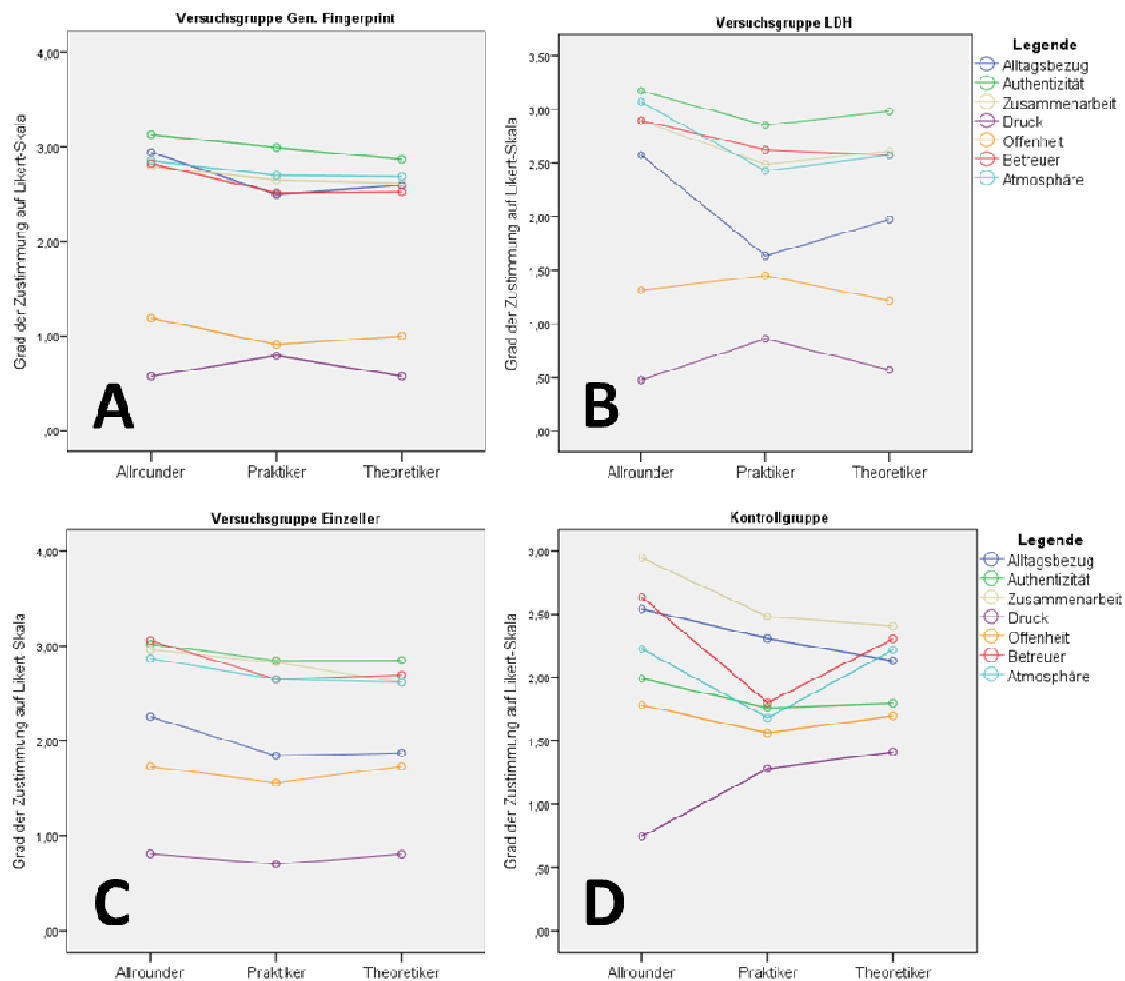 Versuchsgruppe Gen. Fingerprint
Grad der Zustimmung auf Likert-Skala
4,00
3,00
2,00
1,00
,00
A
Allrounder Praktiker Theoretiker
Versuchsgruppe LDH
Grad der Zustimmung auf Likert-Skala
3,50
3,00
2,50
2,00
1,50
1,00
,50
,00
B
Allrounder Praktiker Theoretiker
Legende
Alltagsbezug
Authentizität
Zusammenarbeit
Druck
Offenheit
Betreuer
Atmosphäre
Versuchsgruppe Einzeller
Grad der Zustimmung auf Likert-Skala
4,00
3,00
2,00
1,00
,00
C
Allrounder Praktiker Theoretiker
Kontrollgruppe
Grad der Zustimmung auf Likert-Skala
3,00
2,50
2,00
1,50
1,00
,50
,00
D
Allrounder Praktiker Theoretiker
Legende
Alltagsbezug
Authentizität
Zusammenarbeit
Druck
Offenheit
Betreuer
Atmosphäre